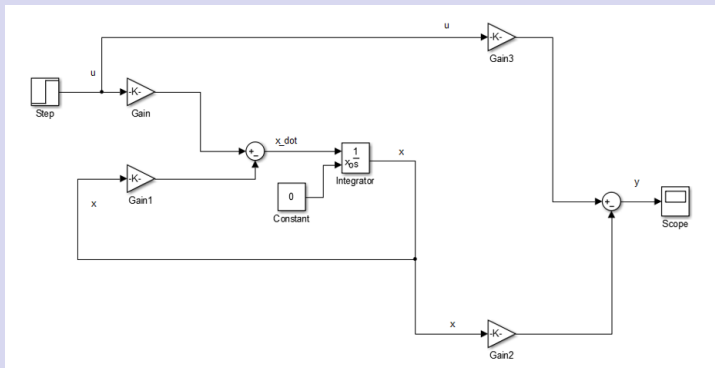 u
-K-
Gain3
u
Step
-K-
Gain
+
-
x_dot
1
x
o s
Integrator
x
-K-
Gain1
x
0
Constant
y
+
-
Scope
x
-K-
Gain2